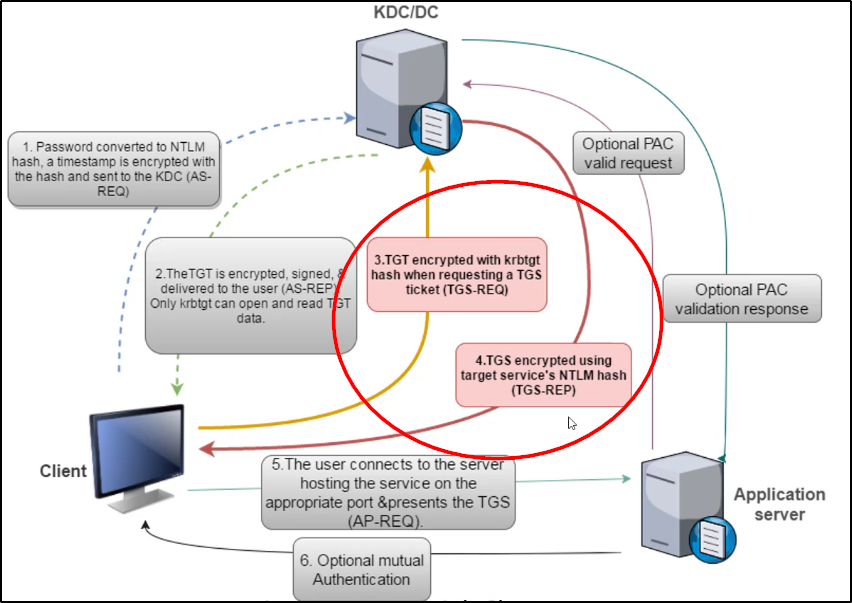 KDC/DC
1. Password converted to NTLM
hash, a timestamp is encrypted with
the hash and sent to the KDC (AS-
REQ)
Optional PAC
valid request
2.TheTGT is encrypted, signed, &
delivered to the user (AS-REP)
Only krbtgt can open and read TGT
data.
3.TGT encrypted with krbtgt
hash when requesting a TGS
ticket (TGS-REQ)
Optional PAC
validation response
4.TGS encrypted using
target service's NTLM hash
(TGS-REP)
Client
5.The user connects to the server
hosting the service on the
appropriate port &presents the TGS
(AP-REQ).
Application
server
6. Optional mutual
Authentication